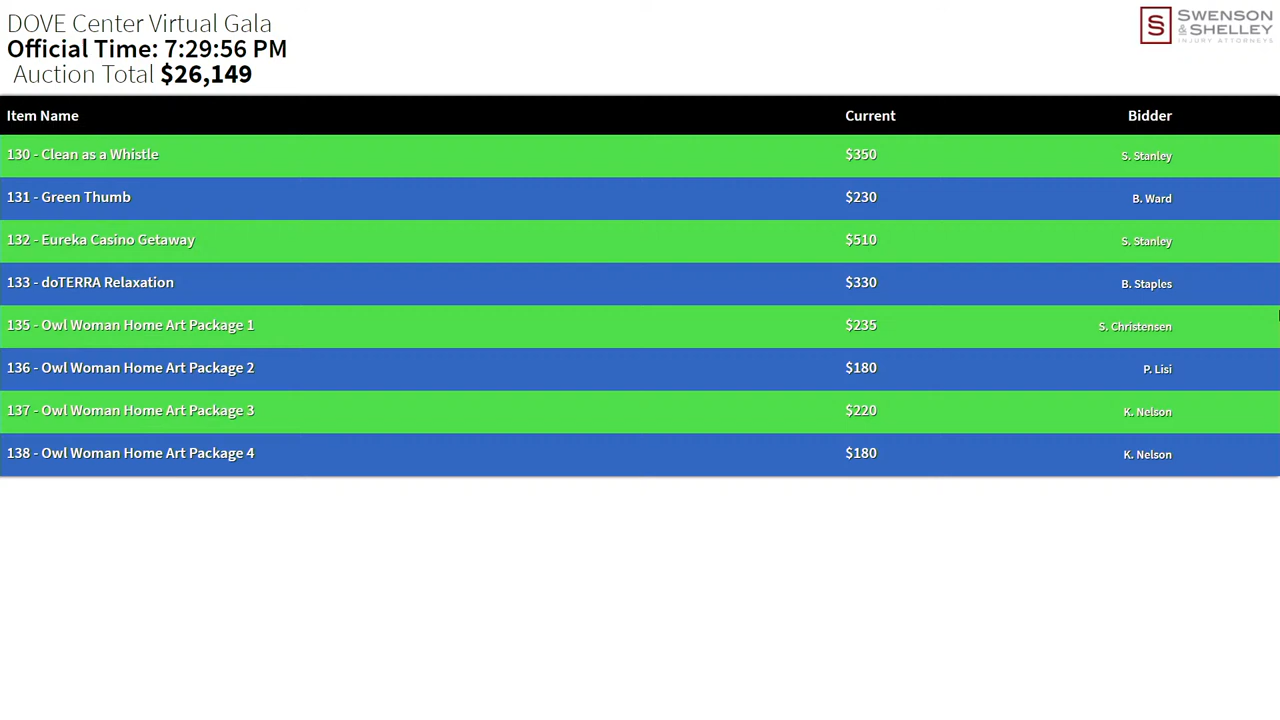 DOVE Center Virtual Gala
Official Time: 7:29:56 PM
Auction Total $26,149
S SWENSON
& SHELLEY
INJURY ATTORNEYS
Item Name Current Bidder
130 - Clean as a Whistle $350 S. Stanley
131 - Green Thumb $230 B. Ward
132 - Eureka Casino Getaway $510 S. Stanley
133 - doTERRA Relaxation $330 B. Staples
135 - Owl Woman Home Art Package 1 $235 S. Christensen
136 - Owl Woman Home Art Package 2 $180 P. Lisi
137 - Owl Woman Home Art Package 3 $220 K. Nelson
138 - Owl Woman Home Art Package 4 $180 K. Nelson